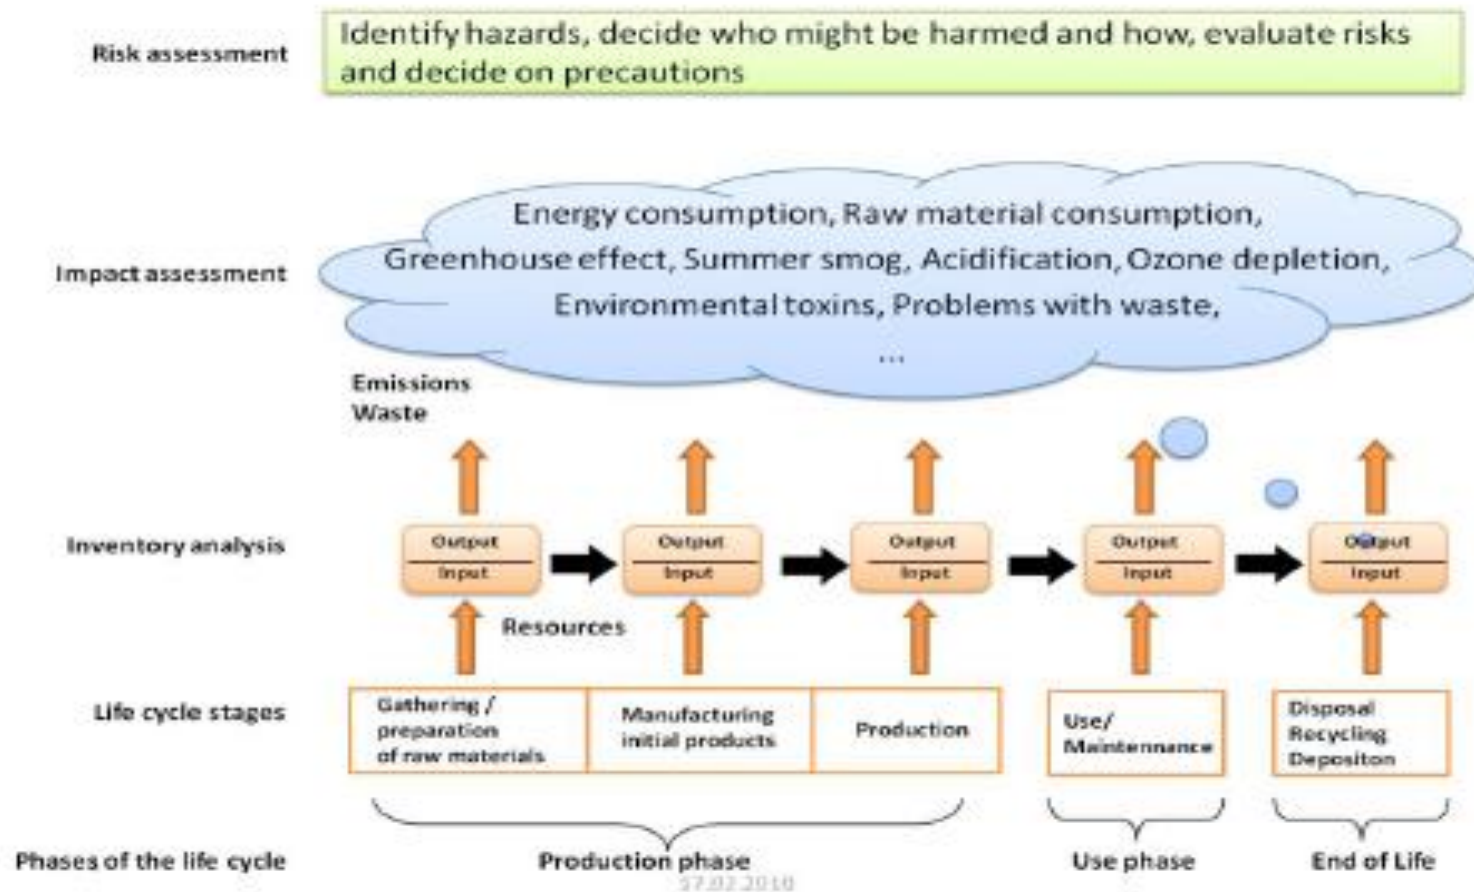 Risk assessment
Identify hazards, decide who might be harmed and how, evaluate risks
and decide on precautions
Impact assessment
Energy consumption, Raw material consumption,
Greenhouse effect, Summer smog, Acidification, Ozone depletion,
Environmental toxins, Problems with waste,
...
Emissions
Waste
Inventory analysis
Output
Input
Output
Input
Output
Input
Output
Input
Output
Input
Resources
Life cycle stages
Gathering /
preparation
of raw materials
Manufacturing
initial products
Production
Use/
Maintennance
Disposal
Recycling
Depositon
Phases of the life cycle
Production phase
Use phase
End of Life